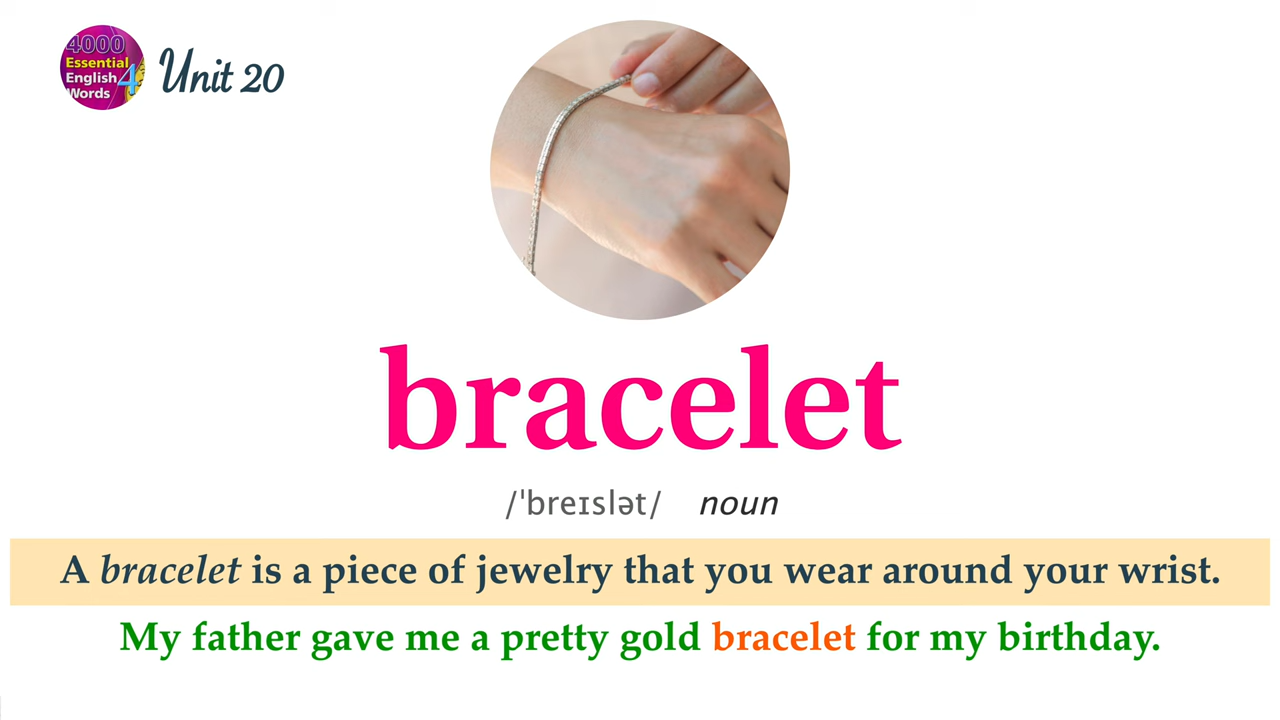 4000
Essential
English
Words 4
Unit 20
bracelet
/ˈbreɪslət/ noun
A bracelet is a piece of jewelry that you wear around your wrist.
My father gave me a pretty gold bracelet for my birthday.